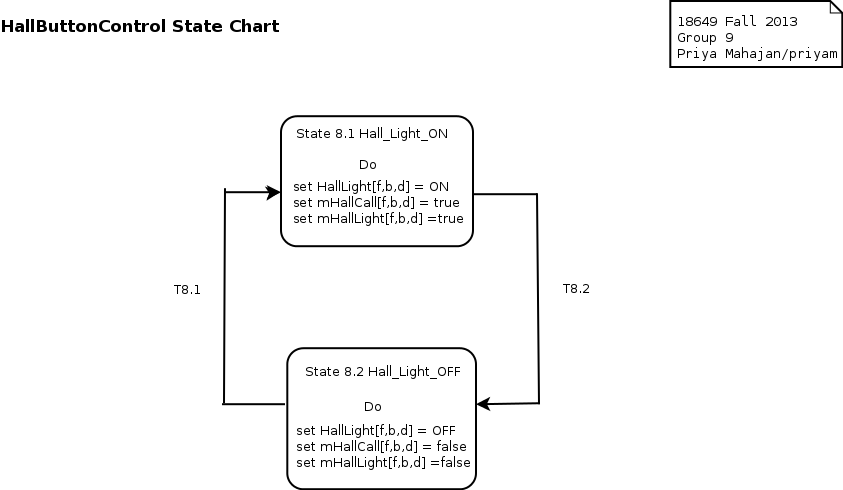 HallButtonControl State Chart
18649 Fall 2013
Group 9
Priya Mahajan/priyam
State 8.1 Hall_Light_ON
Do
set HallLight[f,b,d] = ON
set mHallCall[f,b,d] = true
set mHallLight[f,b,d] =true
T8.1
T8.2
State 8.2 Hall_Light_OFF
Do
set HallLight[f,b,d] = OFF
set mHallCall[f,b,d] = false
set mHallLight[f,b,d] =false